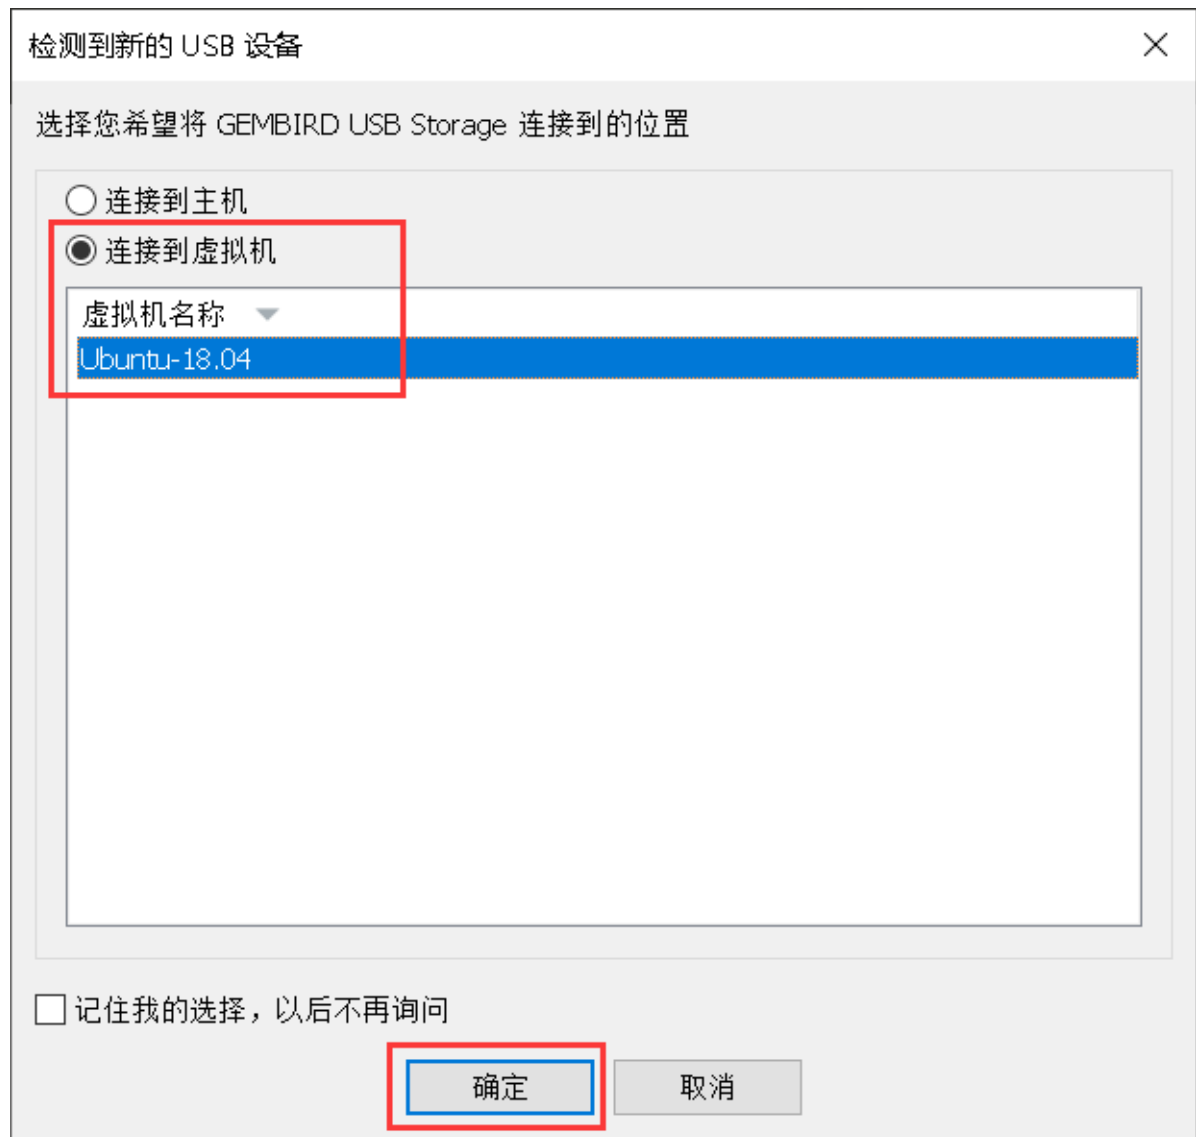 检测到新的 USB 设备
选择您希望将 GEMBIRD USB Storage 连接到的位置
连接到主机
连接到虚拟机
虚拟机名称
Ubuntu-18.04
记住我的选择，以后不再询问
确定
取消